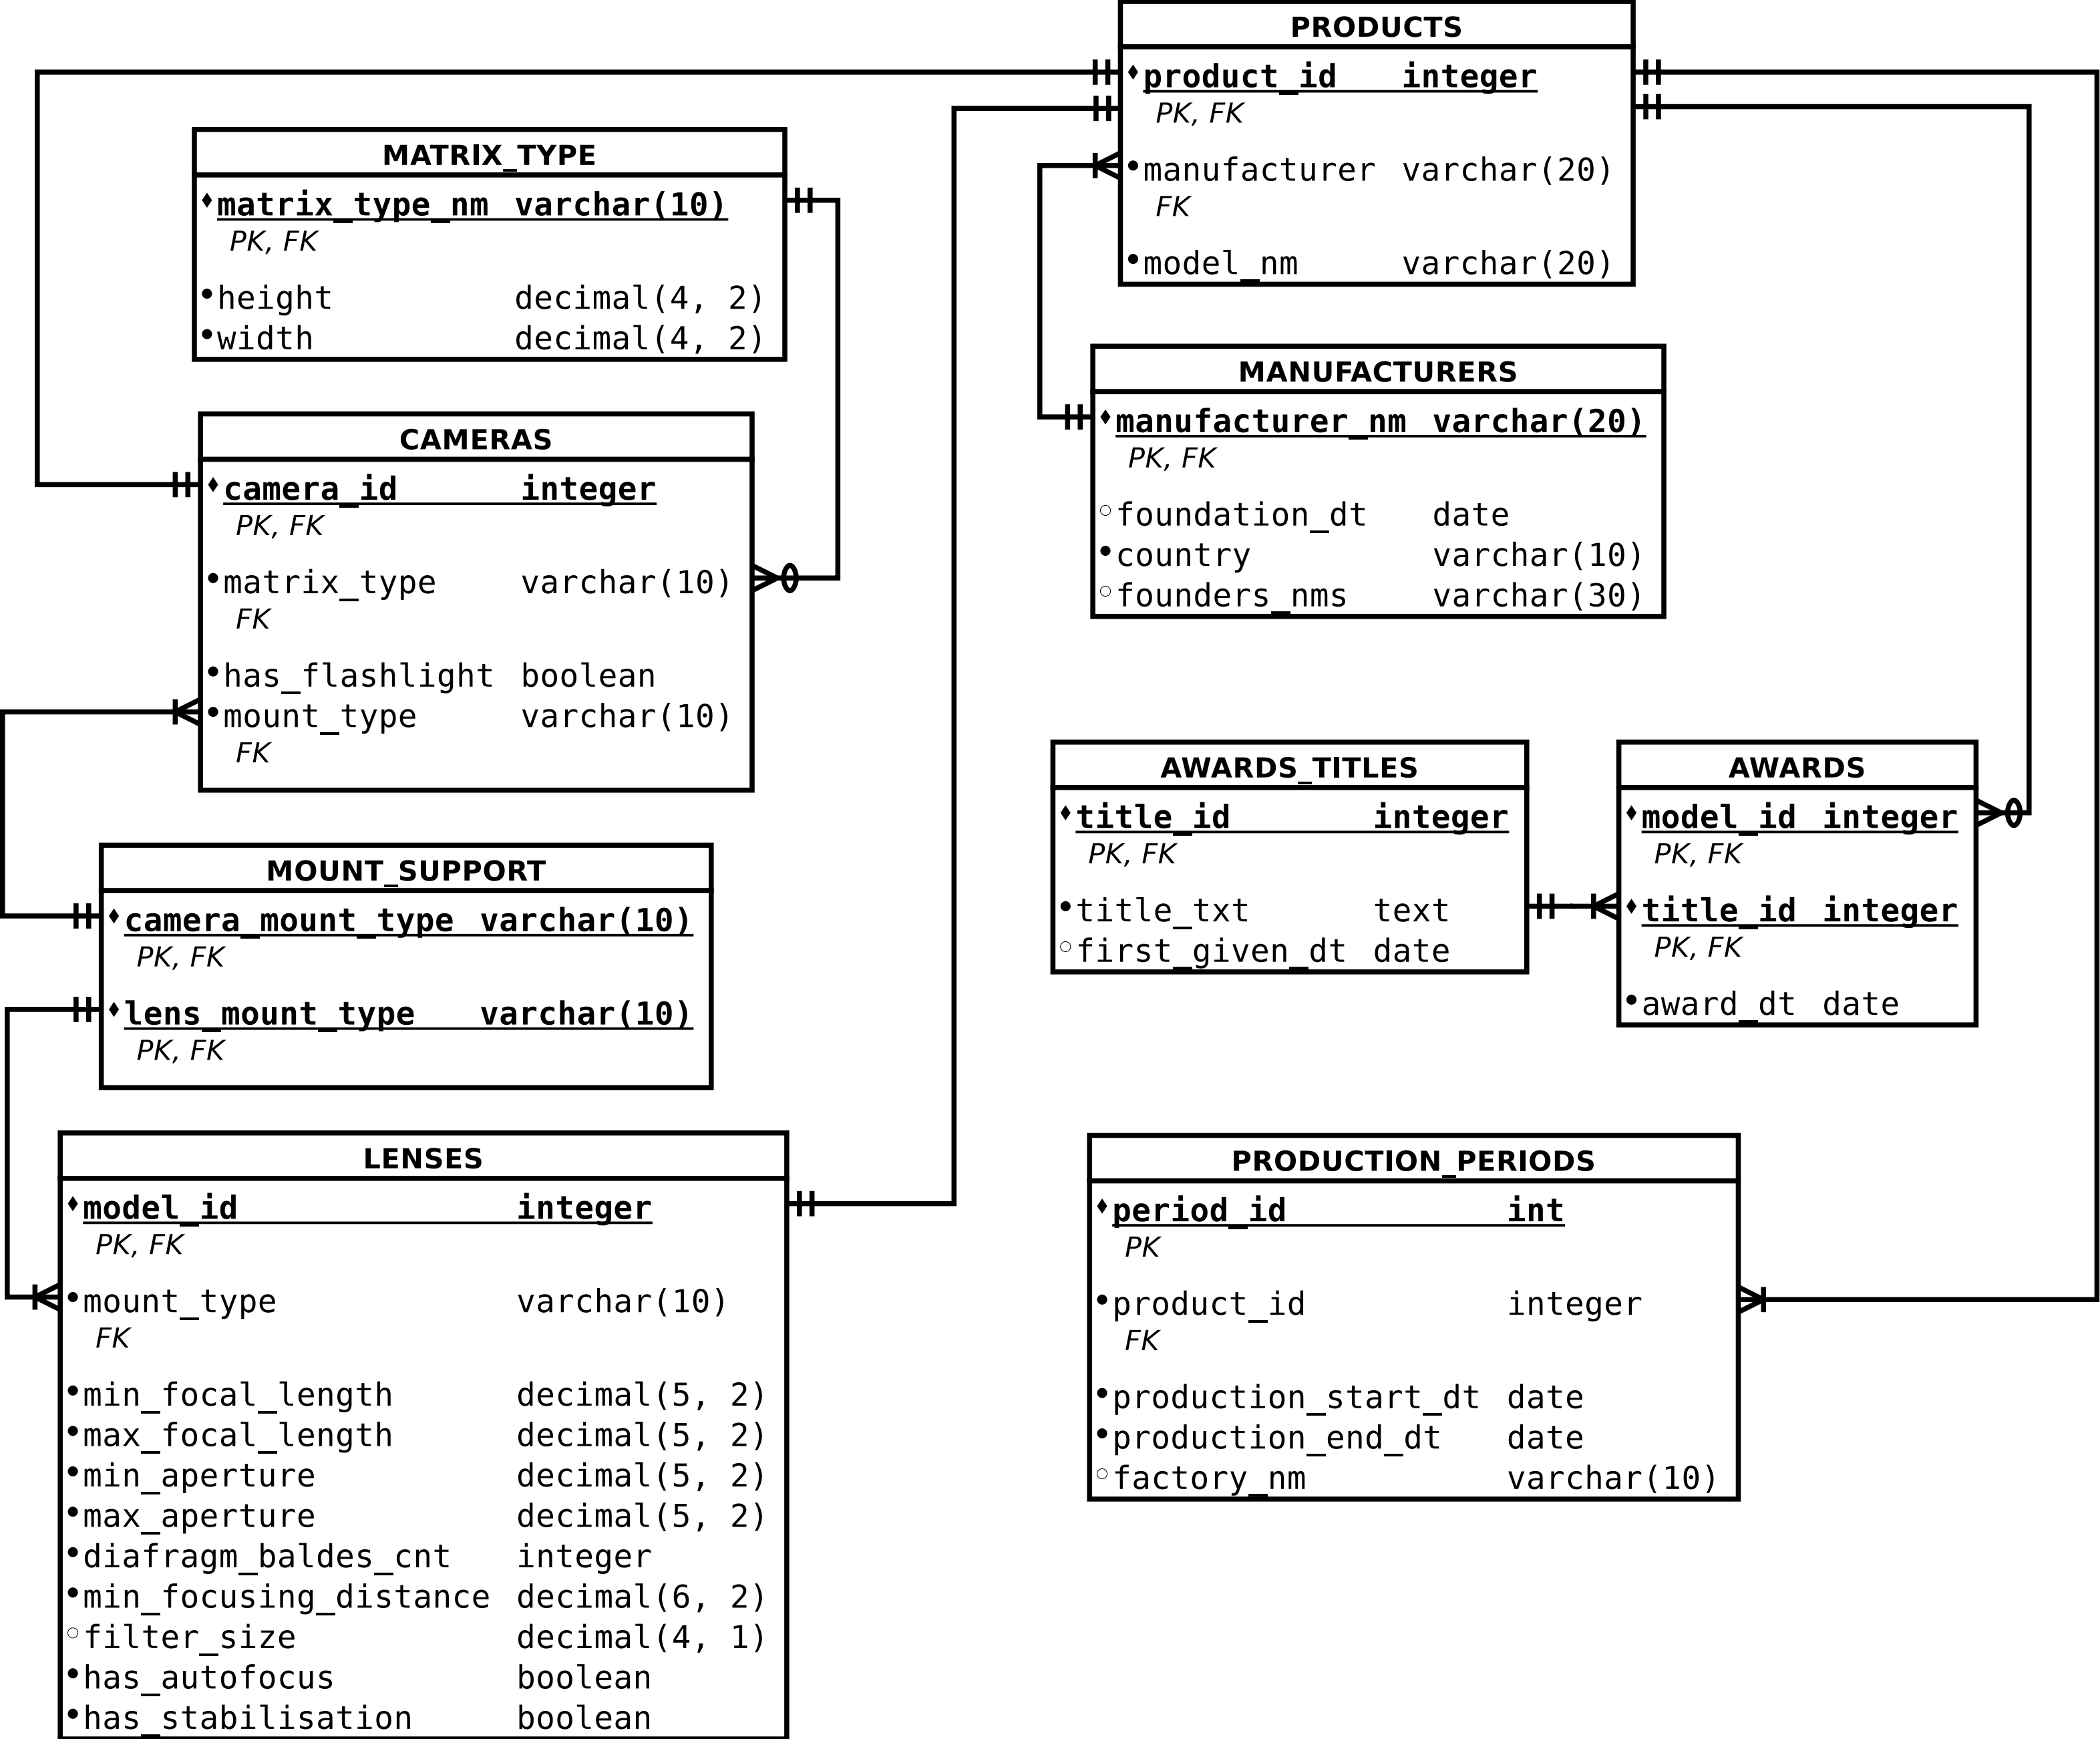 PRODUCTS
product_id integer
PK, FK
manufacturer varchar(20)
FK
model_nm varchar(20)
MATRIX_TYPE
matrix_type_nm varchar(10)
PK, FK
height decimal(4, 2)
width decimal(4, 2)
MANUFACTURERS
manufacturer_nm varchar(20)
PK, FK
foundation_dt date
country varchar(10)
founders_nms varchar(30)
CAMERAS
camera_id integer
PK, FK
matrix_type varchar(10)
FK
has_flashlight boolean
mount_type varchar(10)
FK
AWARDS_TITLES
title_id integer
PK, FK
title_txt text
first_given_dt date
AWARDS
model_id integer
PK, FK
title_id integer
PK, FK
award_dt date
MOUNT_SUPPORT
camera_mount_type varchar(10)
PK, FK
lens_mount_type varchar(10)
PK, FK
LENSES
model_id integer
PK, FK
mount_type varchar(10)
FK
min_focal_length decimal(5, 2)
max_focal_length decimal(5, 2)
min_aperture decimal(5, 2)
max_aperture decimal(5, 2)
diafragm_baldes_cnt integer
min_focusing_distance decimal(6, 2)
filter_size decimal(4, 1)
has_autofocus boolean
has_stabilisation boolean
PRODUCTION_PERIODS
period_id int
PK
product_id integer
FK
production_start_dt date
production_end_dt date
factory_nm varchar(10)